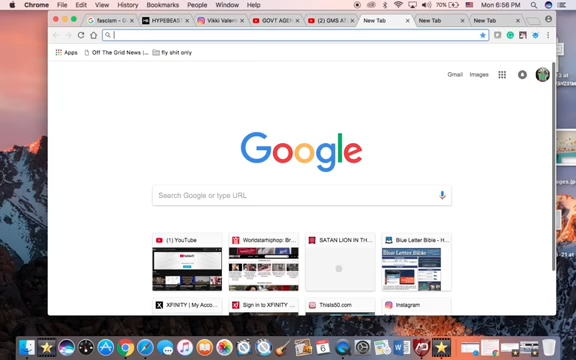 Chrome File Edit View History Bookmarks People Window Help 70% Mon 6:56 PM
fascism - G HYPEBEAS Vikki Valen GOVT AGEN (2) QMS AT New Tab New Tab New Tab
Apps Off The Grid News |... fly shit only
Gmail Images
Google
Search Google or type URL
(1) YouTube Worldstarhiphop: Br... SATAN LION IN TH... Blue Letter Bible - H...
XFINITY | My Acco... Sign in to XFINITY ThisIs50.com Instagram